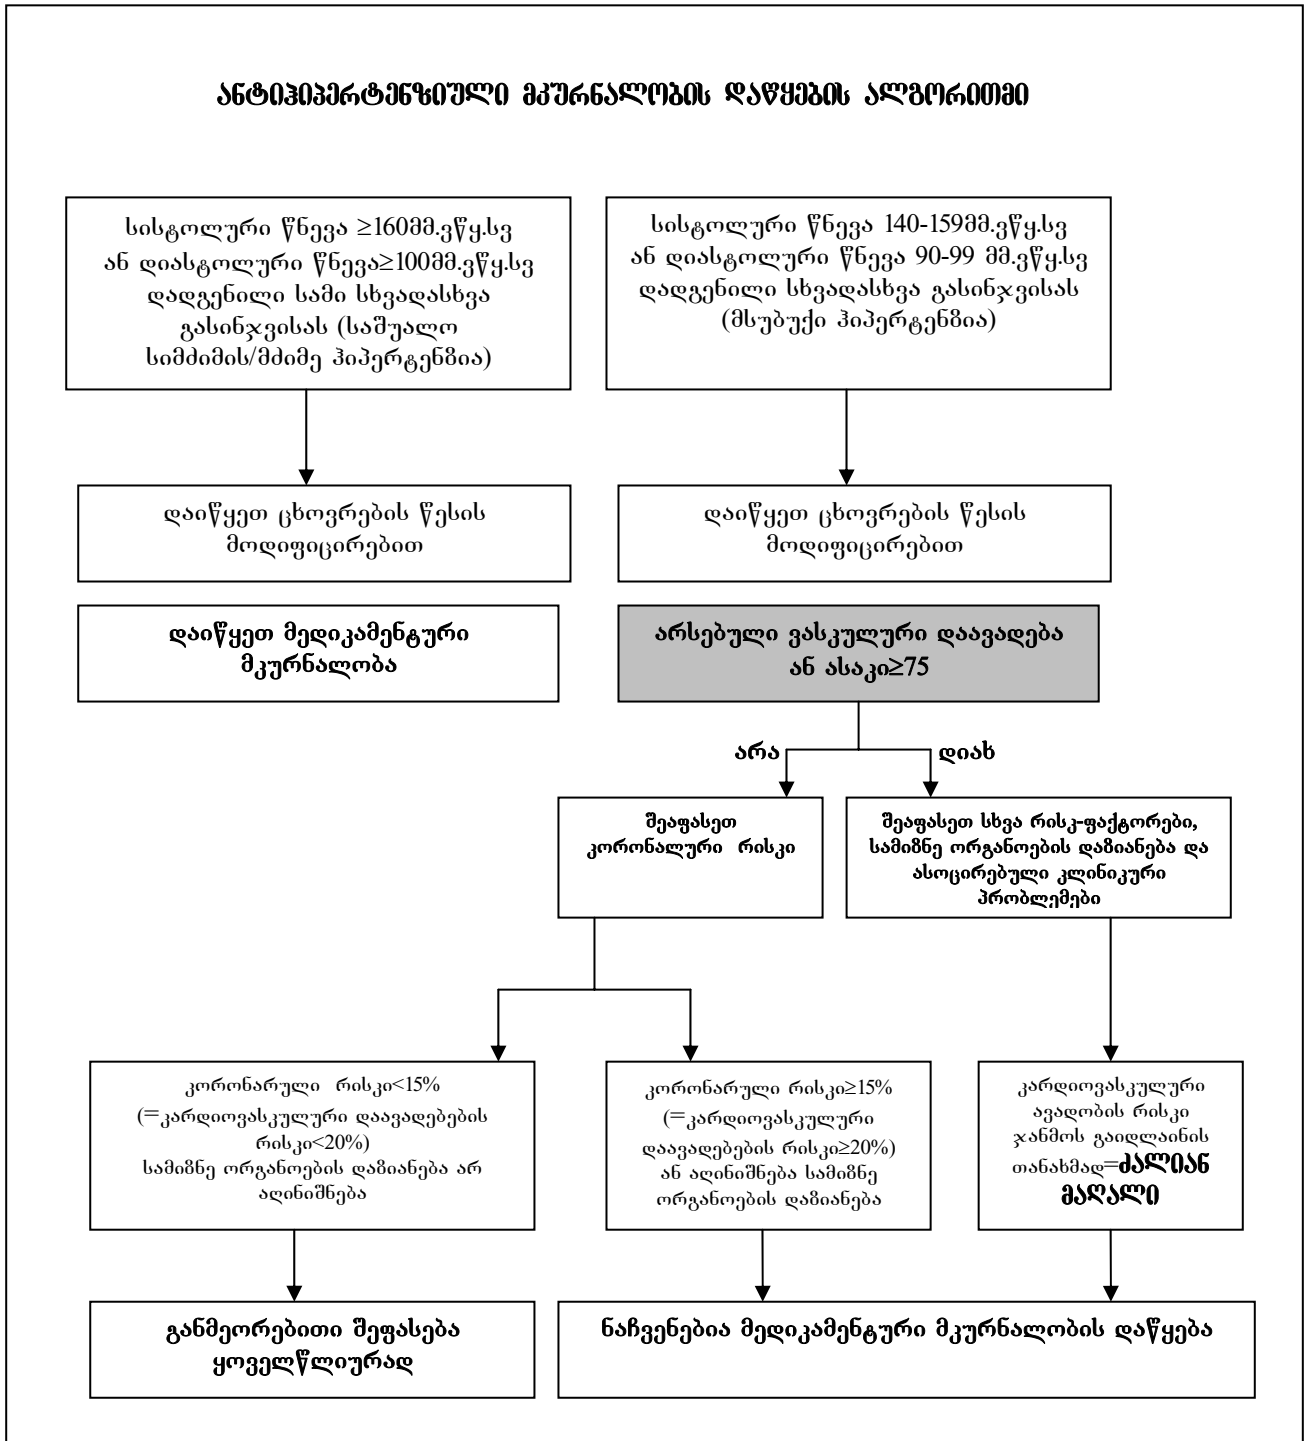 ანტიჰიპერტენზიული მკურნალობის დაწყების ალგორითმი
სისტოლური წნევა ≥160მმ.ვწყ.სვ
ან დიასტოლური წნევა≥100მმ.ვწყ.სვ
დადგენილი სამი სხვადასხვა
გასინჯვისას (საშუალო
სიმძიმის/მძიმე ჰიპერტენზია)
სისტოლური წნევა 140-159მმ.ვწყ.სვ
ან დიასტოლური წნევა 90-99 მმ.ვწყ.სვ
დადგენილი სხვადასხვა გასინჯვისას
(მსუბუქი ჰიპერტენზია)
დაიწყეთ ცხოვრების წესის
მოდიფიცირებით
დაიწყეთ ცხოვრების წესის
მოდიფიცირებით
დაიწყეთ მედიკამენტური
მკურნალობა
არსებული ვასკულური დაავადება
ან ასაკი≥75
არა
დიახ
შეაფასეთ
კორონალური რისკი
შეაფასეთ სხვა რისკ-ფაქტორები,
სამიზნე ორგანოების დაზიანება და
ასოცირებული კლინიკური
პრობლემები
კორონარული რისკი<15%
(=კარდიოვასკულური დაავადებების
რისკი<20%)
სამიზნე ორგანოების დაზიანება არ
აღინიშნება
კორონარული რისკი≥15%
(=კარდიოვასკულური
დაავადებების რისკი≥20%)
ან აღინიშნება სამიზნე
ორგანოების დაზიანება
კარდიოვასკულური
ავადობის რისკი
ჯანმოს გაიდლაინის
თანახმად=ძალიან
მაღალი
განმეორებითი შეფასება
ყოველწლიურად
ნაჩვენებია მედიკამენტური მკურნალობის დაწყება